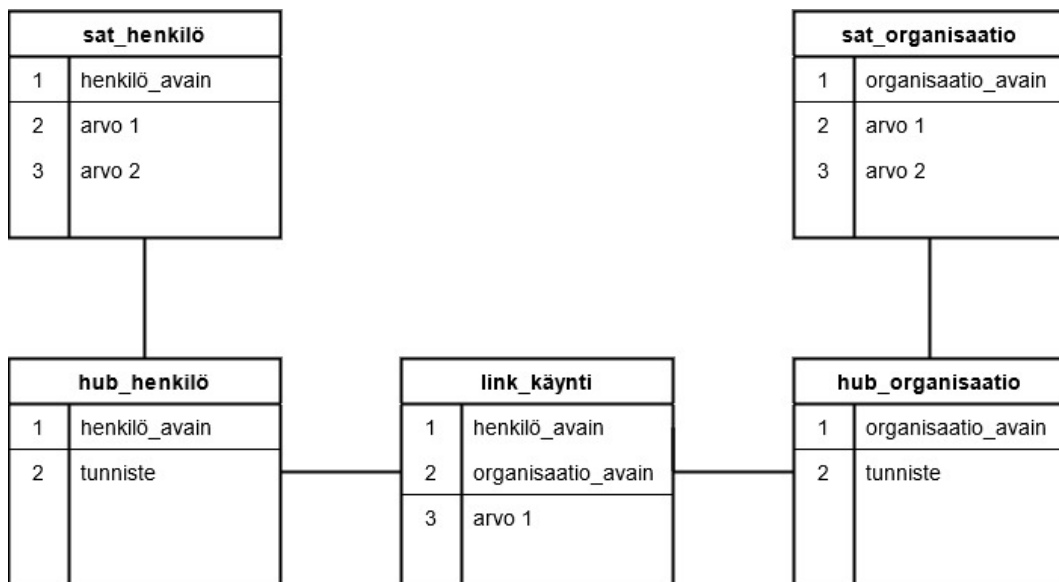 sat_henkilö
1 henkilö_avain
2 arvo 1
3 arvo 2
sat_organisaatio
1 organisaatio_avain
2 arvo 1
3 arvo 2
hub_henkilö
1 henkilö_avain
2 tunniste
link_käynti
1 henkilö_avain
2 organisaatio_avain
3 arvo 1
hub_organisaatio
1 organisaatio_avain
2 tunniste